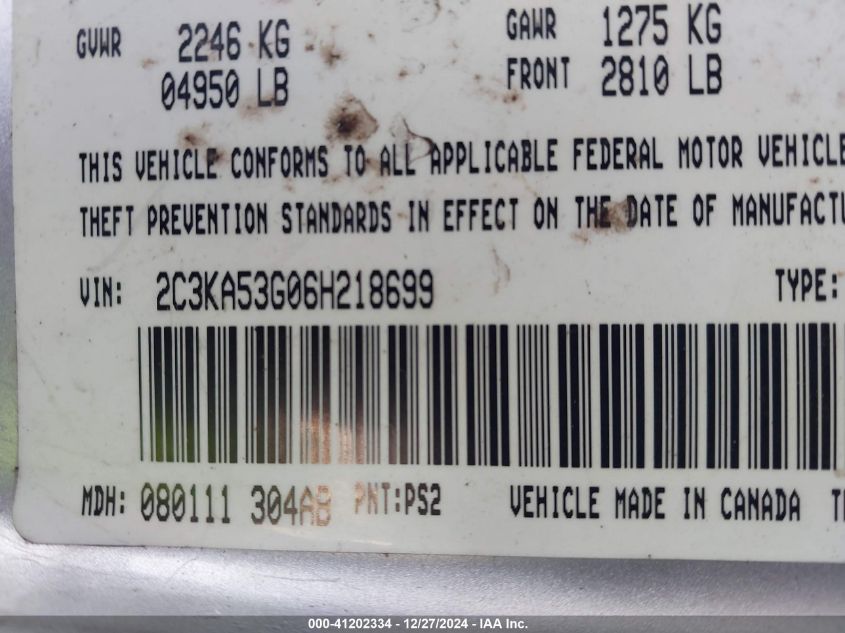 GVWR 2246 KG GAWR 1275 KG
04950 LB FRONT 2810 LB
THIS VEHICLE CONFORMS TO ALL APPLICABLE FEDERAL MOTOR VEHICLE
THEFT PREVENTION STANDARDS IN EFFECT ON THE DATE OF MANUFACTU
VIN: 2C3KA53G06H218699 TYPE:
MDH: 080111 304AB PNT:PS2 VEHICLE MADE IN CANADA
000-41202334 - 12/27/2024 - IAA Inc.